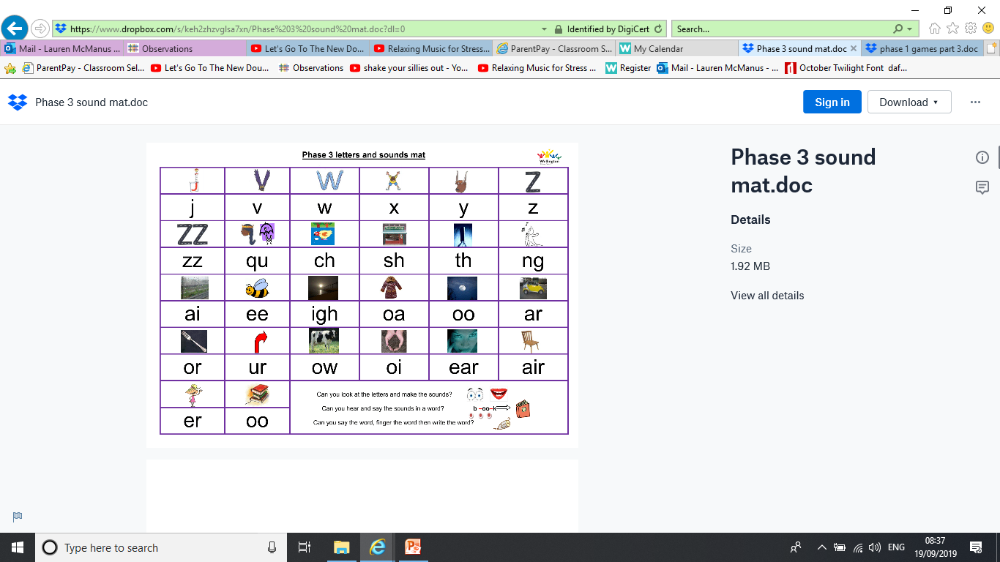 https://www.dropbox.com/s/keh2zhzvglsa7xn/Phase%203%20sound%20mat.doc?dl=0
Identified by DigiCert
Search...
Mail - Lauren McManus ...
Observations
Let's Go To The New Do...
Relaxing Music for Stress...
ParentPay - Classroom S...
My Calendar
Phase 3 sound mat.doc
phase 1 games part 3.doc
ParentPay - Classroom Sel...
Let's Go To The New Dou...
Observations
shake your sillies out - Yo...
Relaxing Music for Stress ...
Register
Mail - Lauren McManus - ...
October Twilight Font daf...
Phase 3 sound mat.doc
Sign in
Download
Phase 3 letters and sounds mat
Wellington
j v w x y z
zz qu ch sh th ng
ai ee igh oa oo ar
or ur ow oi ear air
er oo
Can you look at the letters and make the sounds?
Can you hear and say the sounds in a word?
b –oo–k
Can you say the word, finger the word then write the word?
Phase 3 sound
mat.doc
Details
Size
1.92 MB
View all details
Type here to search
ENG
08:37
19/09/2019